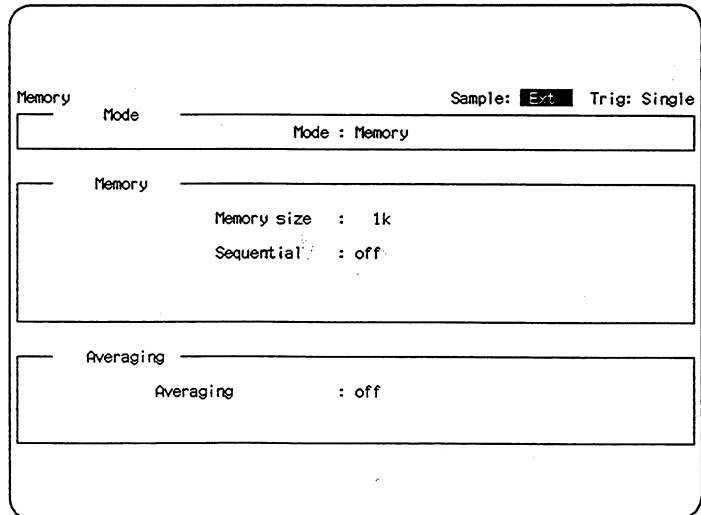 Memory Sample: Ext Trig: Single
Mode
Mode : Memory
Memory
Memory size : 1k
Sequential : off
Averaging
Averaging : off